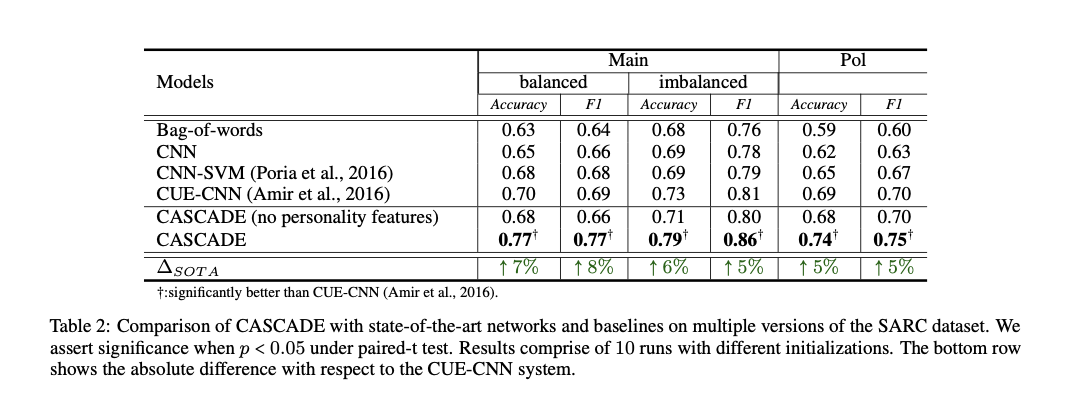 Main Pol
Models balanced imbalanced
Accuracy F1 Accuracy F1 Accuracy F1
Bag-of-words 0.63 0.64 0.68 0.76 0.59 0.60
CNN 0.65 0.66 0.69 0.78 0.62 0.63
CNN-SVM (Poria et al., 2016) 0.68 0.68 0.69 0.79 0.65 0.67
CUE-CNN (Amir et al., 2016) 0.70 0.69 0.73 0.81 0.69 0.70
CASCADE (no personality features) 0.68 0.66 0.71 0.80 0.68 0.70
CASCADE 0.77† 0.77† 0.79† 0.86† 0.74† 0.75†
ΔSOTA ↑ 7% ↑ 8% ↑ 6% ↑ 5% ↑ 5% ↑ 5%
†:significantly better than CUE-CNN (Amir et al., 2016).
Table 2: Comparison of CASCADE with state-of-the-art networks and baselines on multiple versions of the SARC dataset. We
assert significance when p < 0.05 under paired-t test. Results comprise of 10 runs with different initializations. The bottom row
shows the absolute difference with respect to the CUE-CNN system.